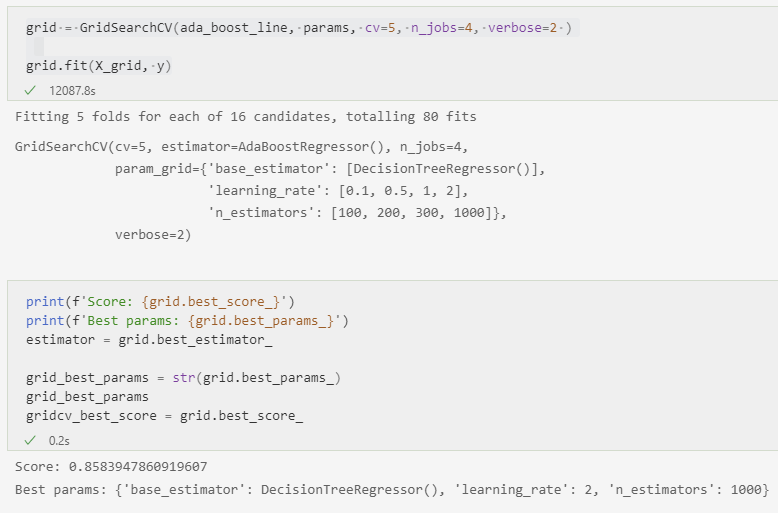 grid = GridSearchCV(ada_boost_line, params, cv=5, n_jobs=4, verbose=2 )
grid.fit(X_grid, y)
12087.8s
Fitting 5 folds for each of 16 candidates, totalling 80 fits
GridSearchCV(cv=5, estimator=AdaBoostRegressor(), n_jobs=4,
             param_grid={'base_estimator': [DecisionTreeRegressor()],
                         'learning_rate': [0.1, 0.5, 1, 2],
                         'n_estimators': [100, 200, 300, 1000]},
             verbose=2)
print(f'Score: {grid.best_score_}')
print(f'Best params: {grid.best_params_}')
estimator = grid.best_estimator_
grid_best_params = str(grid.best_params_)
grid_best_params
gridcv_best_score = grid.best_score_
0.2s
Score: 0.8583947860919607
Best params: {'base_estimator': DecisionTreeRegressor(), 'learning_rate': 2, 'n_estimators': 1000}